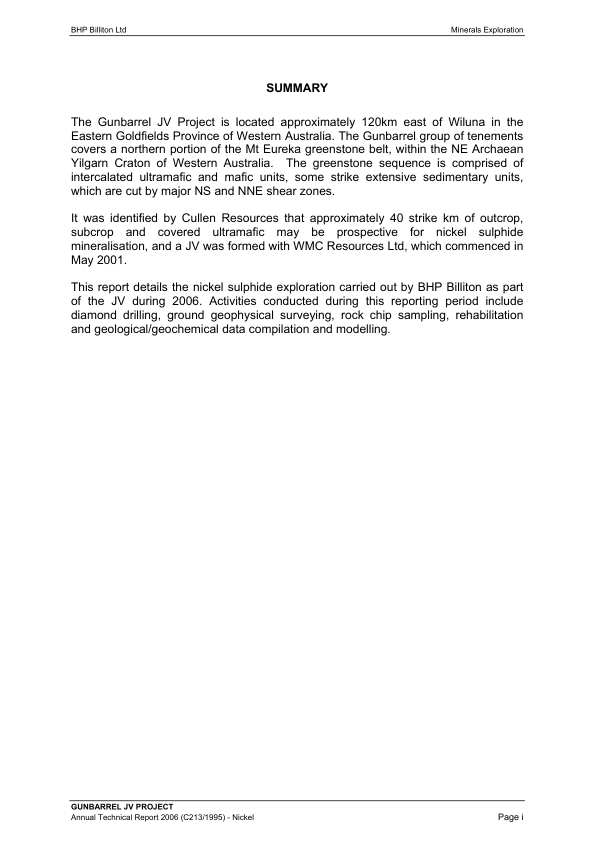 BHP Billiton Ltd
Minerals Exploration
SUMMARY
The Gunbarrel JV Project is located approximately 120km east of Wiluna in the
Eastern Goldfields Province of Western Australia. The Gunbarrel group of tenements
covers a northern portion of the Mt Eureka greenstone belt, within the NE Archaean
Yilgarn Craton of Western Australia.  The greenstone sequence is comprised of
intercalated ultramafic and mafic units, some strike extensive sedimentary units,
which are cut by major NS and NNE shear zones.
It was identified by Cullen Resources that approximately 40 strike km of outcrop,
subcrop and covered ultramafic may be prospective for nickel sulphide
mineralisation, and a JV was formed with WMC Resources Ltd, which commenced in
May 2001.
This report details the nickel sulphide exploration carried out by BHP Billiton as part
of the JV during 2006. Activities conducted during this reporting period include
diamond drilling, ground geophysical surveying, rock chip sampling, rehabilitation
and geological/geochemical data compilation and modelling.
GUNBARREL JV PROJECT
Annual Technical Report 2006 (C213/1995) - Nickel
Page i